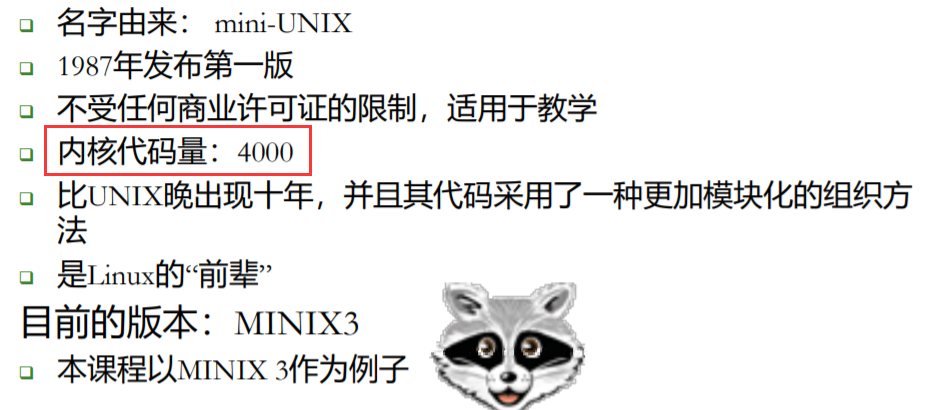 名字由来： mini-UNIX
1987年发布第一版
不受任何商业许可证的限制，适用于教学
内核代码量：4000
比UNIX晚出现十年，并且其代码采用了一种更加模块化的组织方
法
是Linux的“前辈”
目前的版本：MINIX3
本课程以MINIX 3作为例子